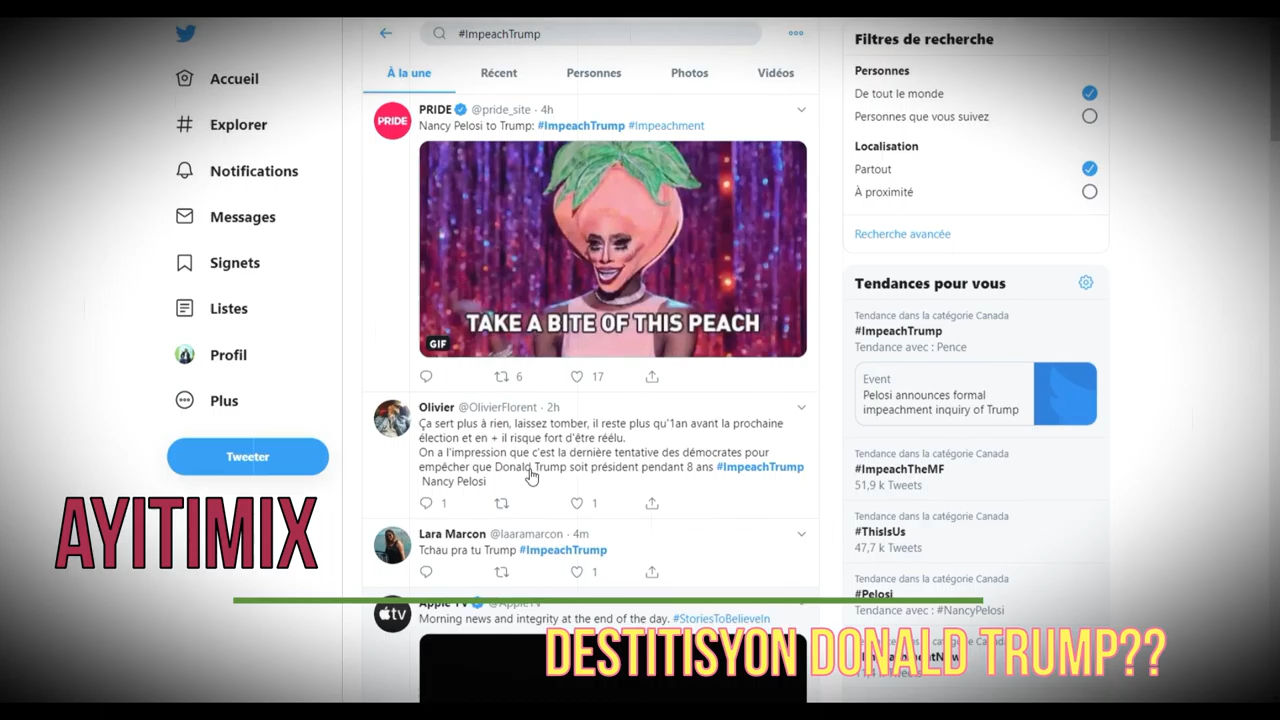 #ImpeachTrump
À la une
Récent
Personnes
Photos
Vidéos
Accueil
Explorer
Notifications
Messages
Signets
Listes
Profil
Plus
Tweeter
PRIDE @pride_site · 4h
Nancy Pelosi to Trump: #ImpeachTrump #Impeachment
PRIDE
TAKE A BITE OF THIS PEACH
GIF
6
17
Olivier @OlivierFlorent · 2h
Ça sert plus à rien, laissez tomber, il reste plus qu'1an avant la prochaine
élection et en + il risque fort d'être réélu.
On a l'impression que c'est la dernière tentative des démocrates pour
empêcher que Donald Trump soit président pendant 8 ans #ImpeachTrump
Nancy Pelosi
1
1
Lara Marcon @laaramarcon · 4m
Tchau pra tu Trump #ImpeachTrump
1
Apple TV @AppleTV
tv
Morning news and integrity at the end of the day. #StoriesToBelieveIn
Filtres de recherche
Personnes
De tout le monde
Personnes que vous suivez
Localisation
Partout
À proximité
Recherche avancée
Tendances pour vous
Tendance dans la catégorie Canada
#ImpeachTrump
Tendance avec : Pence
Event
Pelosi announces formal
impeachment inquiry of Trump
Tendance dans la catégorie Canada
#ImpeachTheMF
51,9 k Tweets
Tendance dans la catégorie Canada
#ThisIsUs
47,7 k Tweets
Tendance dans la catégorie Canada
#Pelosi
Tendance avec : #NancyPelosi
AYITIMIX
DESTITISYON DONALD TRUMP??